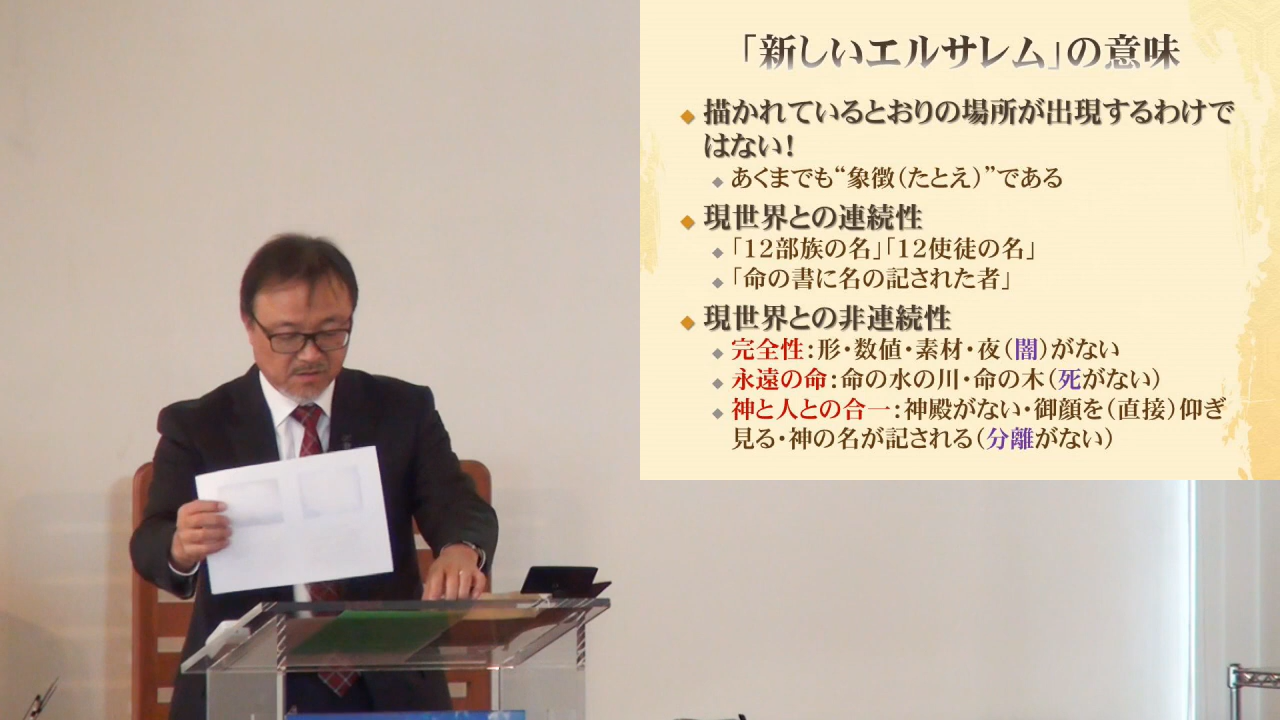 「新しいエルサレム」の意味
◆描かれているとおりの場所が出現するわけで
はない！
◆あくまでも“象徴（たとえ）”である
◆現世界との連続性
◆「12部族の名」「12使徒の名」
◆「命の書に名の記された者」
◆現世界との非連続性
◆完全性：形・数値・素材・夜（闇）がない
◆永遠の命：命の水の川・命の木（死がない）
◆神と人との合一：神殿がない・御顔を（直接）仰ぎ
見る・神の名が記される（分離がない）